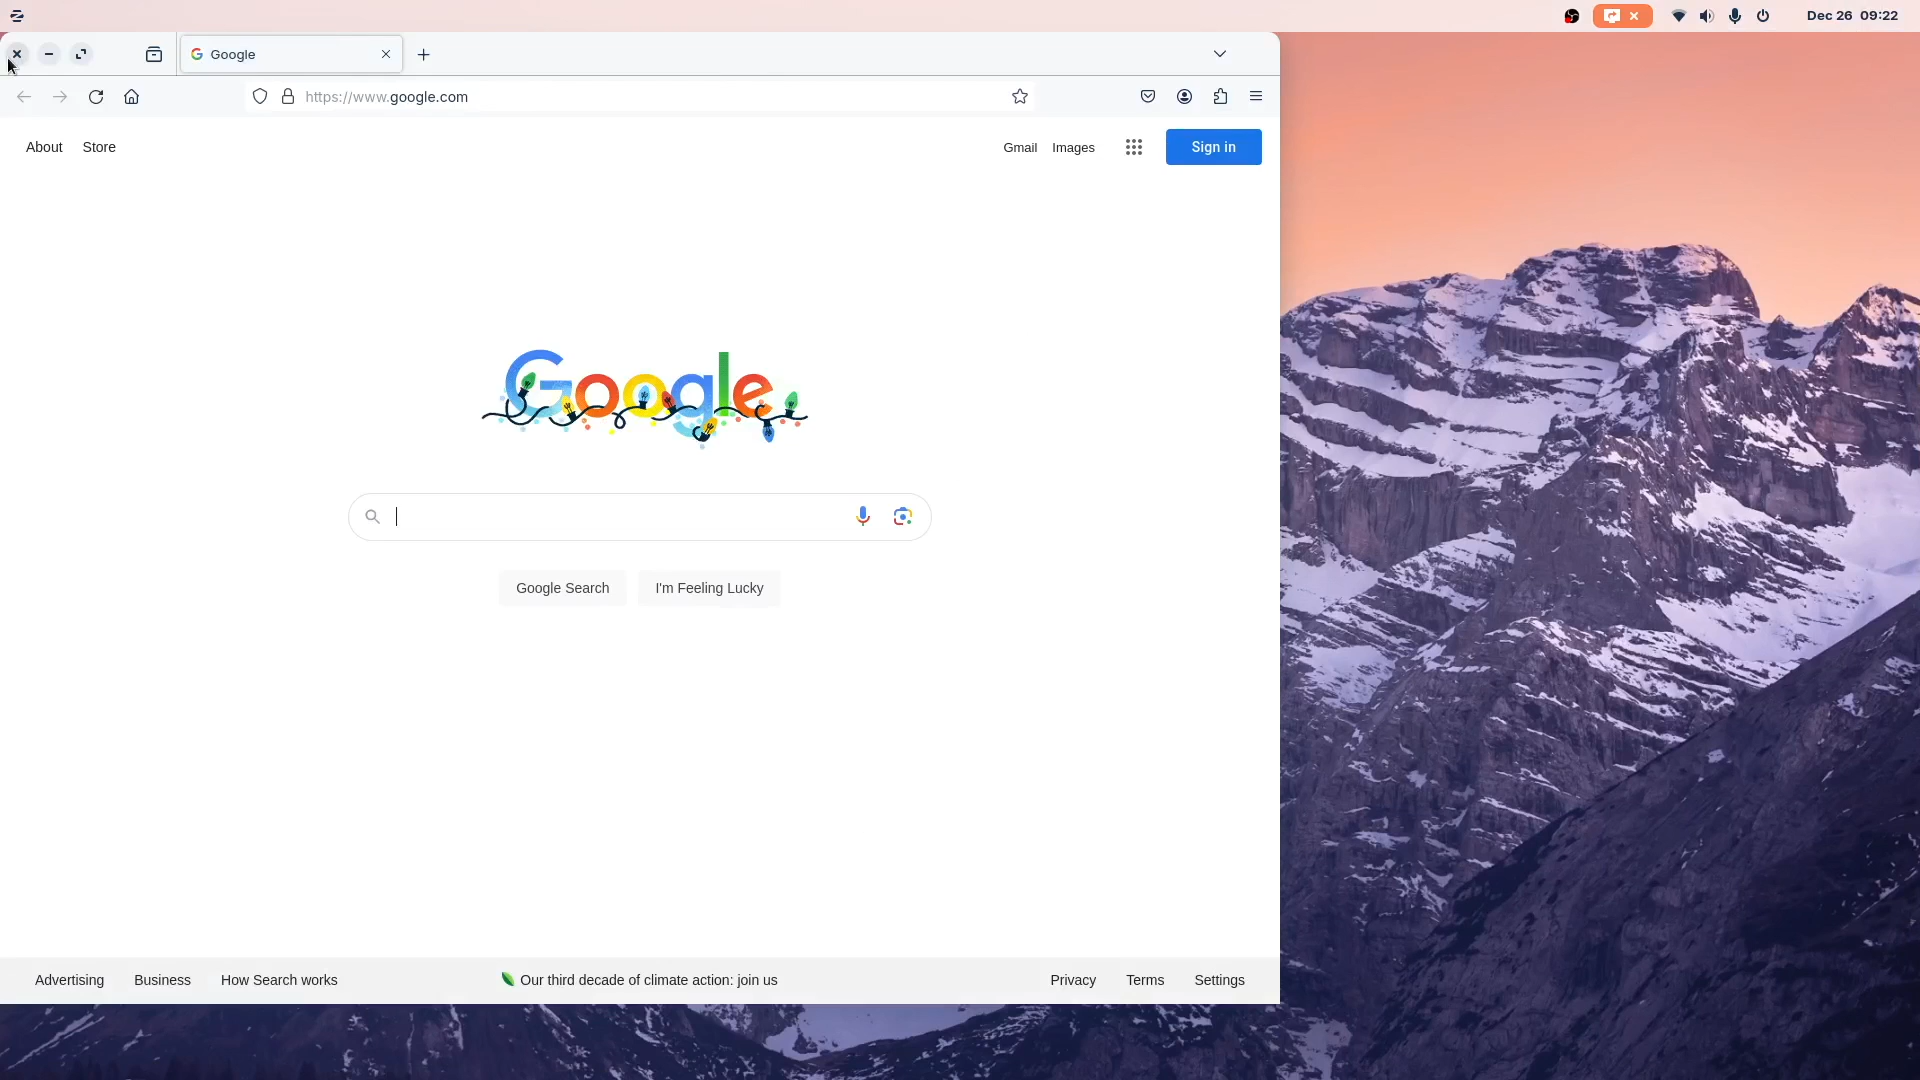 Dec 26 09:22
Google
https://www.google.com
About Store
Gmail Images Sign in
Google
Google Search I'm Feeling Lucky
Advertising Business How Search works
Our third decade of climate action: join us
Privacy Terms Settings